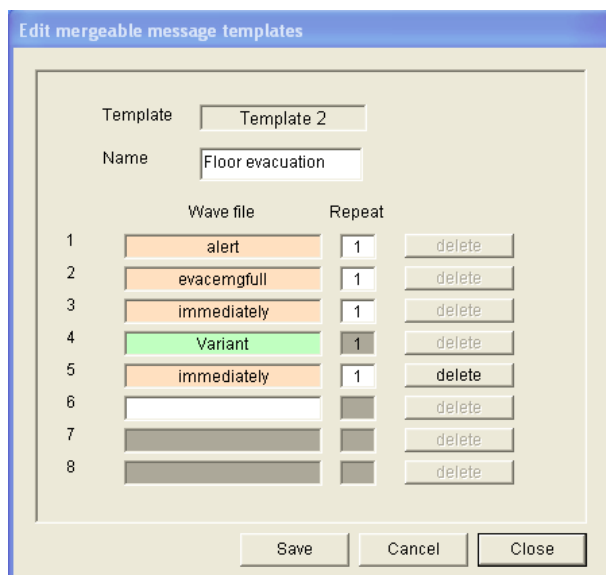 Edit mergeable message templates
Template Template 2
Name Floor evacuation
Wave file Repeat
1 alert 1 delete
2 evacemgfull 1 delete
3 immediately 1 delete
4 Variant 1 delete
5 immediately 1 delete
6 delete
7 delete
8 delete
Save Cancel Close